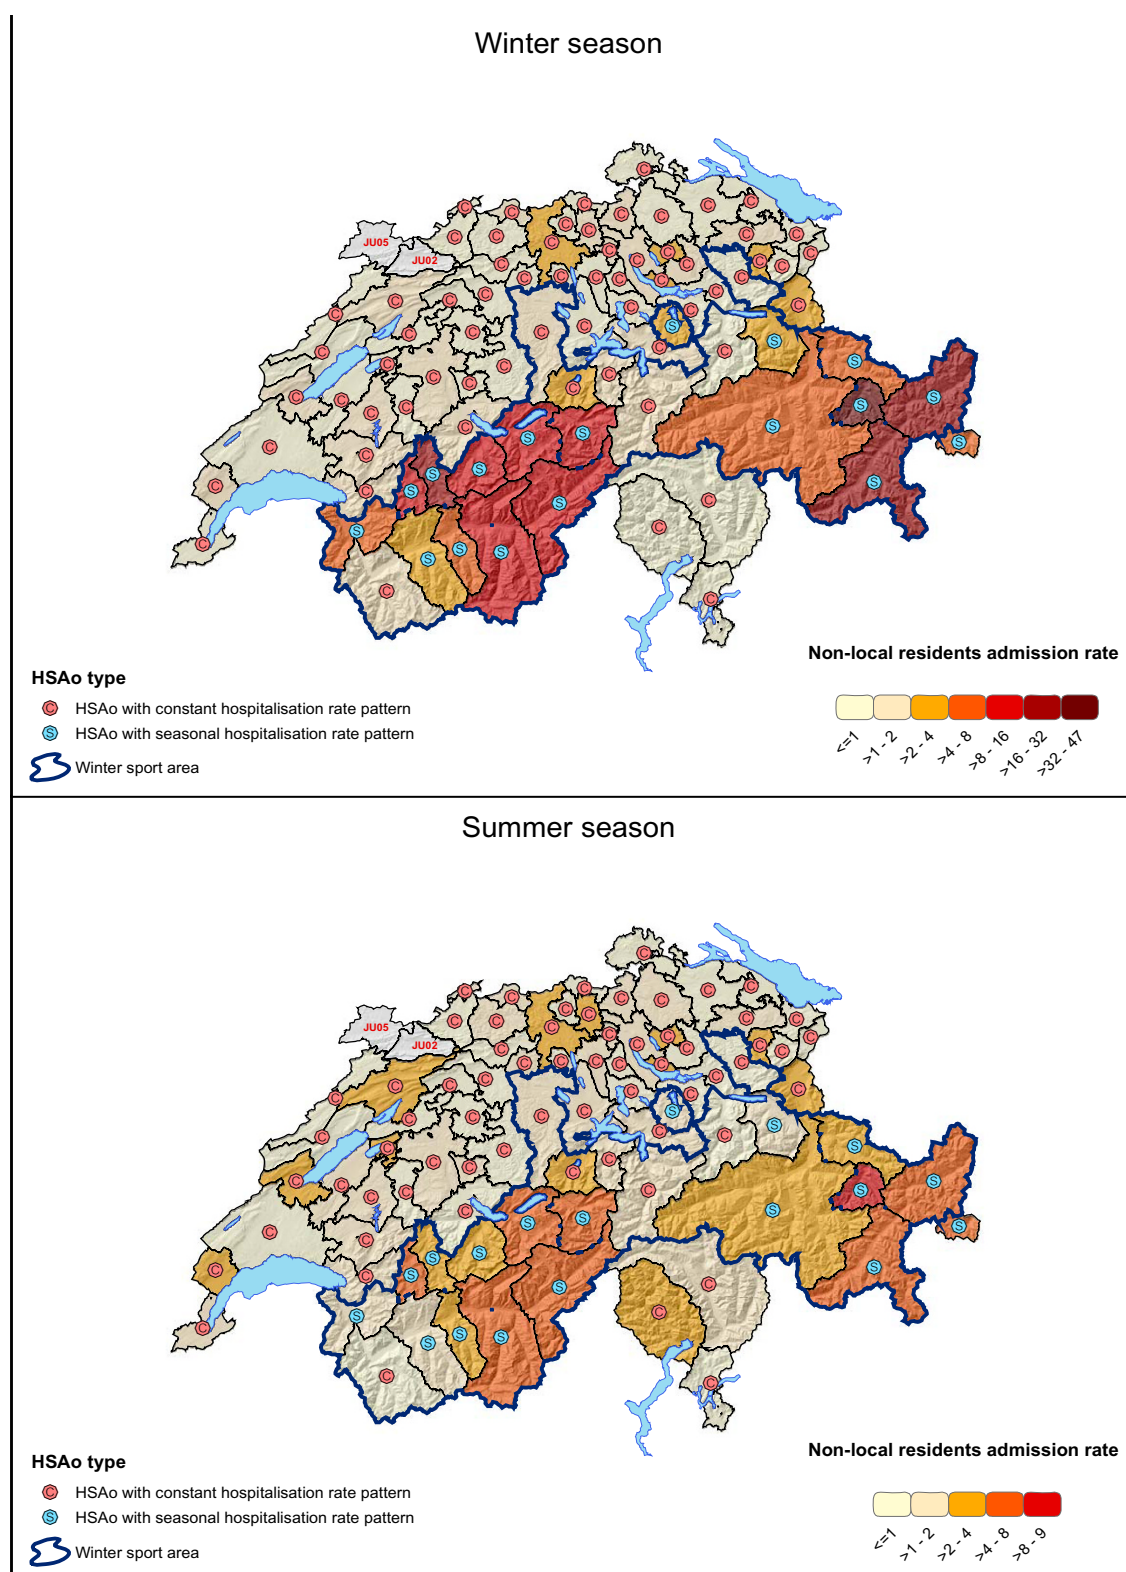 Winter season
JU05
JU02
Non-local residents admission rate
HSAo type
C HSAo with constant hospitalisation rate pattern
S HSAo with seasonal hospitalisation rate pattern
Winter sport area
<=1
>1 - 2
>2 - 4
>4 - 8
>8 - 16
>16 - 32
>32 - 47
Summer season
JU05
JU02
Non-local residents admission rate
HSAo type
C HSAo with constant hospitalisation rate pattern
S HSAo with seasonal hospitalisation rate pattern
Winter sport area
<=1
>1 - 2
>2 - 4
>4 - 8
>8 - 9